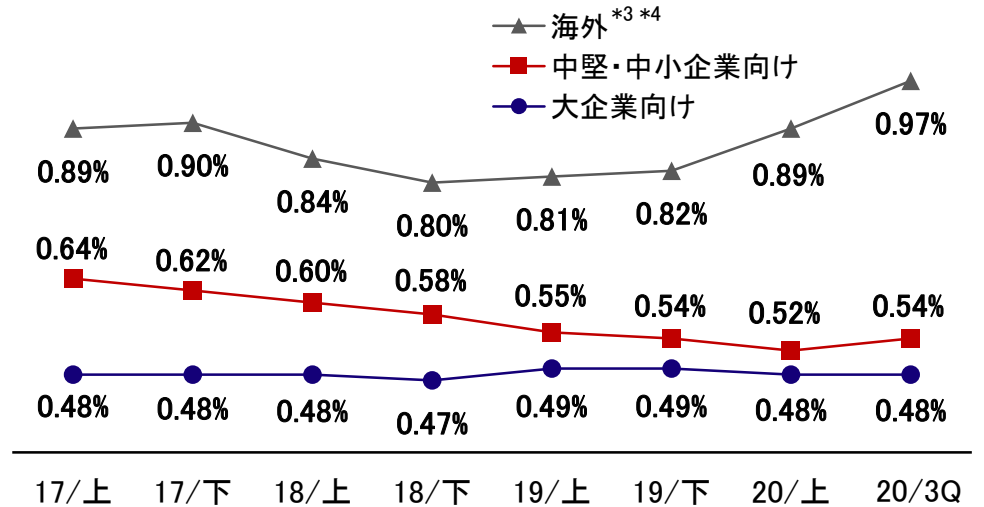 海外*3 *4
中堅・中小企業向け
大企業向け
0.89% 0.90% 0.84% 0.80% 0.81% 0.82% 0.89% 0.97%
0.64% 0.62% 0.60% 0.58% 0.55% 0.54% 0.52% 0.54%
0.48% 0.48% 0.48% 0.47% 0.49% 0.49% 0.48% 0.48%
17/上 17/下 18/上 18/下 19/上 19/下 20/上 20/3Q